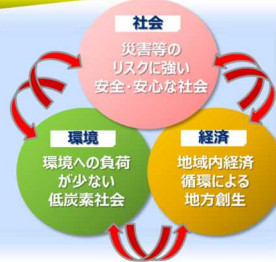 社会
災害等の
リスクに強い
安全・安心な社会
環境
環境への負荷
が少ない
低炭素社会
経済
地域内経済
循環による
地方創生